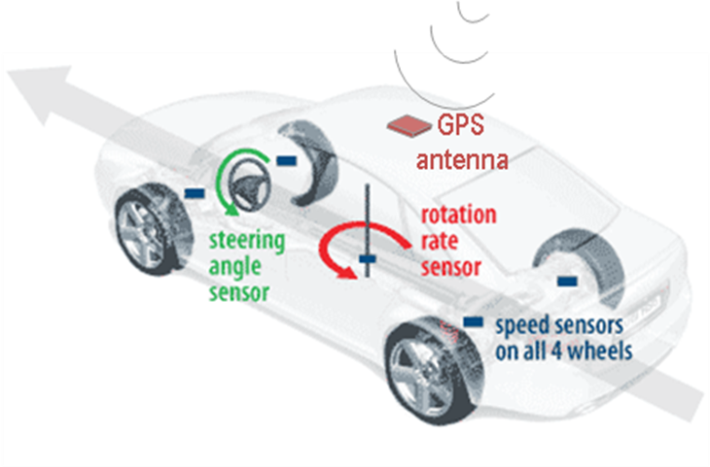 GPS
antenna
steering
angle
sensor
rotation
rate
sensor
speed sensors
on all 4 wheels